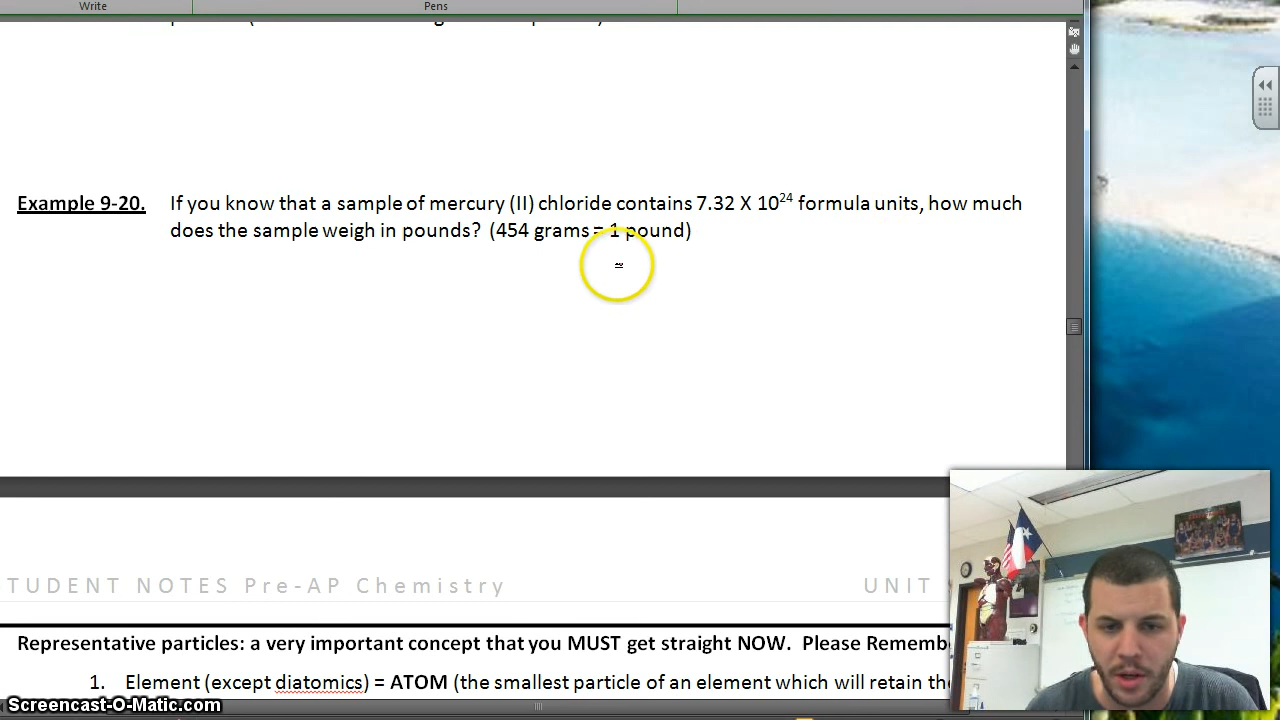 Write Pens
Example 9-20. If you know that a sample of mercury (II) chloride contains 7.32 X 10²⁴ formula units, how much
does the sample weigh in pounds? (454 grams = 1 pound)
TUDENT NOTES Pre-AP Chemistry UNIT
Representative particles: a very important concept that you MUST get straight NOW. Please Rememb
1. Element (except diatomics) = ATOM (the smallest particle of an element which will retain the
Screencast-O-Matic.com